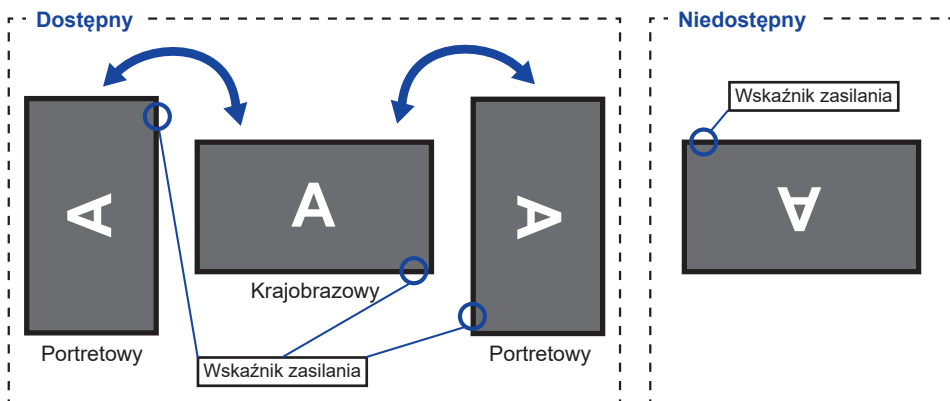 Dostępny
Niedostępny
Wskaźnik zasilania
A
A
A
A
Krajobrazowy
Portretowy
Portretowy
Wskaźnik zasilania